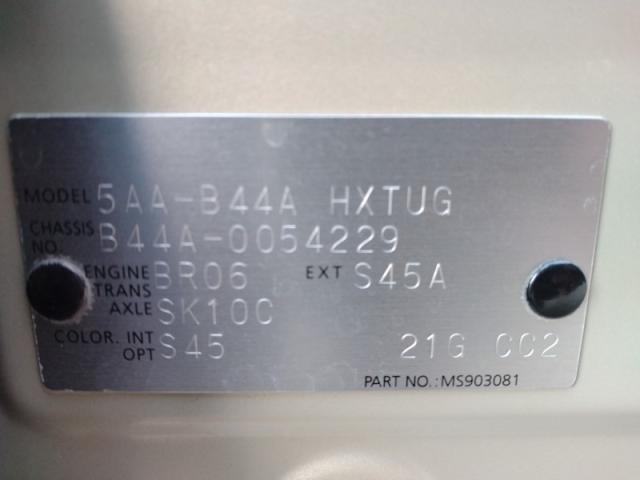 MODEL 5AA-B44A HXTUG
CHASSIS NO. B44A-0054229
ENGINE BR06 EXT S45A
TRANS AXLE SK10C
COLOR. INT OPT S45 21G CC2
PART NO.: MS903081